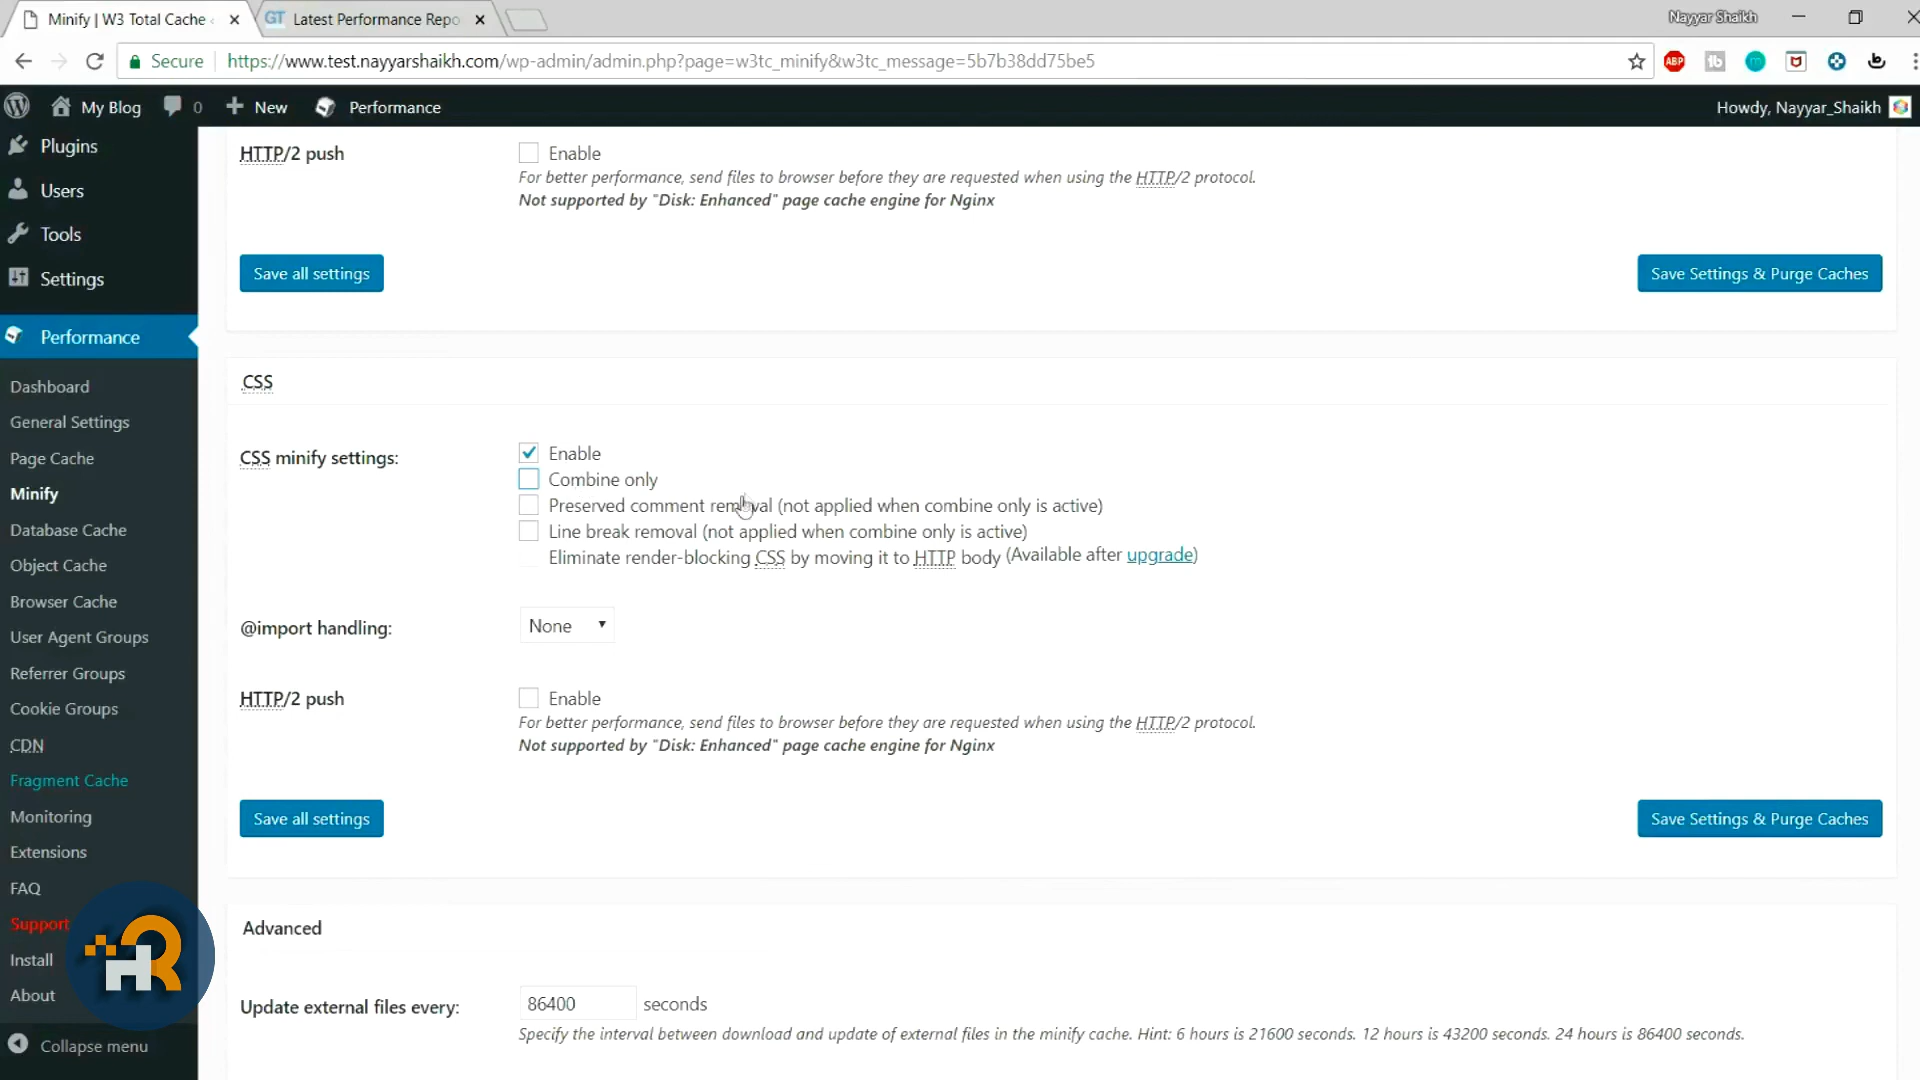 Minify | W3 Total Cache
GT Latest Performance Repo
Nayyar Shaikh
Secure
https://www.test.nayyarshaikh.com/wp-admin/admin.php?page=w3tc_minify&w3tc_message=5b7b38dd75be5
ABP
My Blog
0
New
Performance
Howdy, Nayyar_Shaikh
Plugins
Users
Tools
Settings
Performance
Dashboard
General Settings
Page Cache
Minify
Database Cache
Object Cache
Browser Cache
User Agent Groups
Referrer Groups
Cookie Groups
CDN
Fragment Cache
Monitoring
Extensions
FAQ
Support
Install
About
Collapse menu
HTTP/2 push
Enable
For better performance, send files to browser before they are requested when using the HTTP/2 protocol.
Not supported by "Disk: Enhanced" page cache engine for Nginx
Save all settings
Save Settings & Purge Caches
CSS
CSS minify settings:
Enable
Combine only
Preserved comment removal (not applied when combine only is active)
Line break removal (not applied when combine only is active)
Eliminate render-blocking CSS by moving it to HTTP body (Available after upgrade)
@import handling:
None
HTTP/2 push
Enable
For better performance, send files to browser before they are requested when using the HTTP/2 protocol.
Not supported by "Disk: Enhanced" page cache engine for Nginx
Save all settings
Save Settings & Purge Caches
Advanced
Update external files every:
86400 seconds
Specify the interval between download and update of external files in the minify cache. Hint: 6 hours is 21600 seconds. 12 hours is 43200 seconds. 24 hours is 86400 seconds.